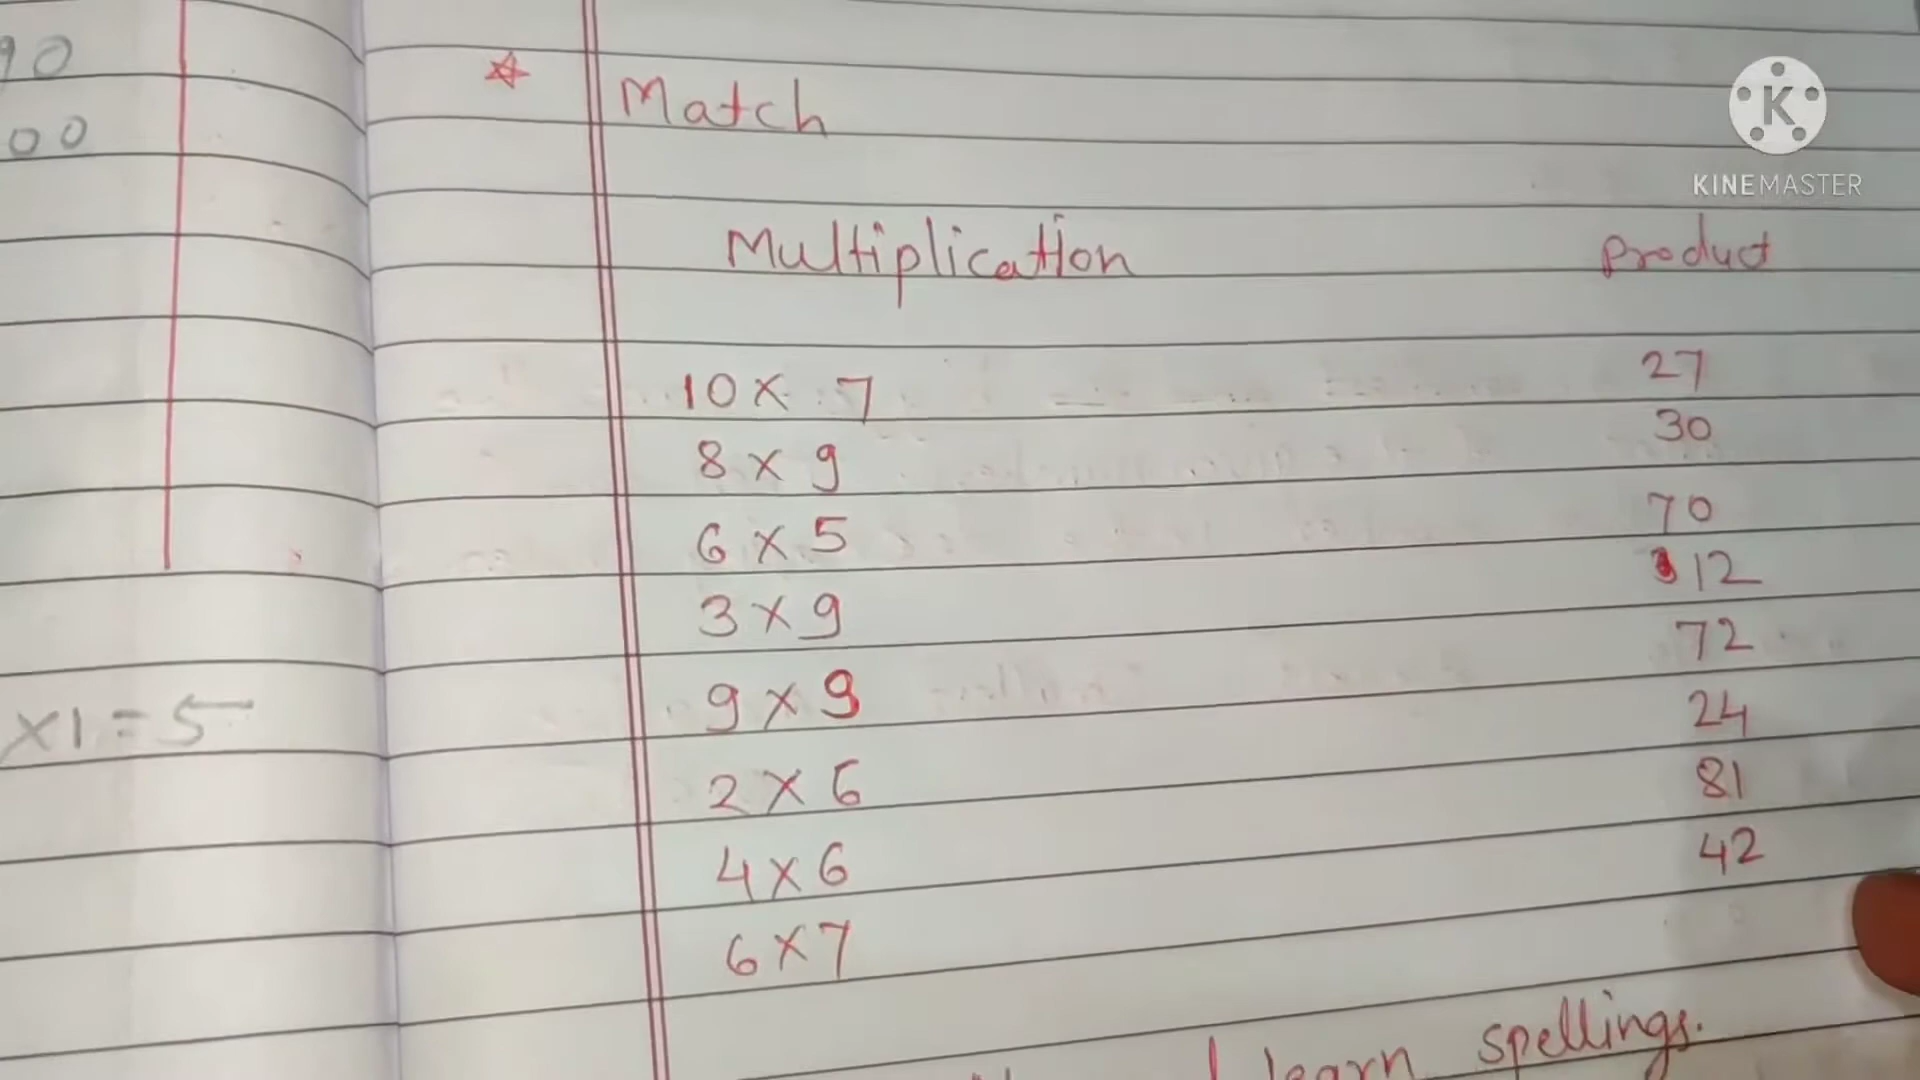 90
00
Match
KINEMASTER
Multiplication Product
10 x 7 27
8 x 9 30
6 x 5 70
3 x 9 12
9 x 9 72
2 x 6 24
4 x 6 81
6 x 7 42
x1 = 5
learn spellings.